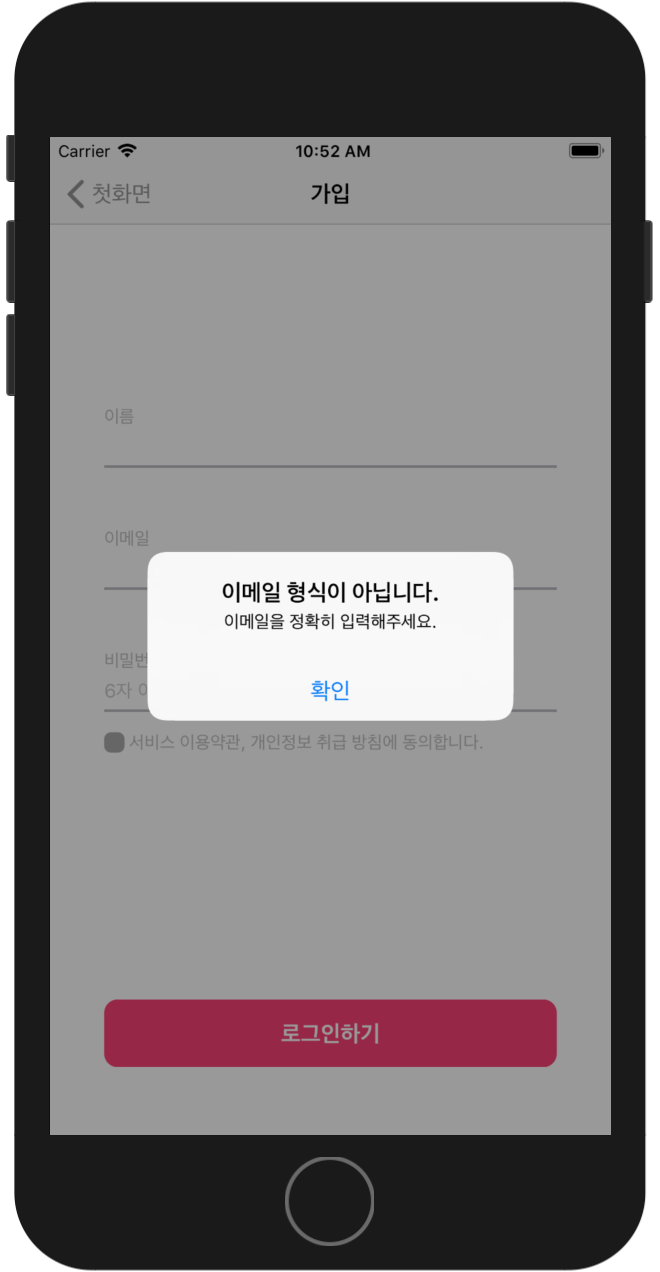 Carrier 10:52 AM
첫화면 가입
이름
이메일
이메일 형식이 아닙니다.
이메일을 정확히 입력해주세요.
비밀번
6자 이
확인
서비스 이용약관, 개인정보 취급 방침에 동의합니다.
로그인하기